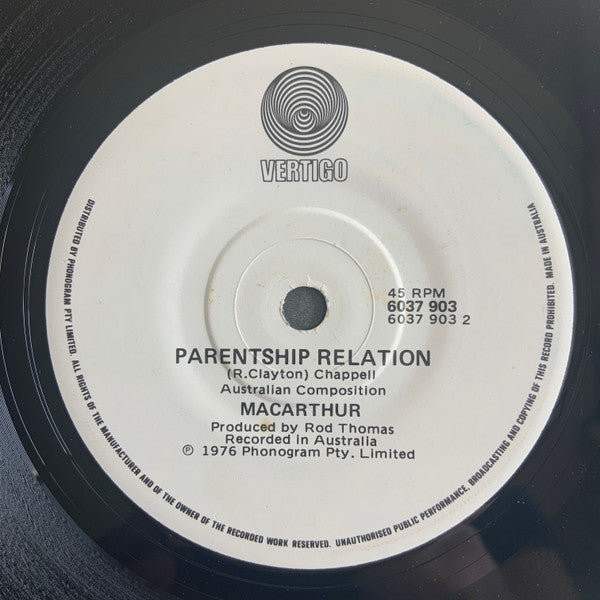 VERTIGO
45 RPM
6037 903
6037 903 2
PARENTSHIP RELATION
(R.Clayton) Chappell
Australian Composition
MACARTHUR
Produced by Rod Thomas
Recorded in Australia
℗ 1976 Phonogram Pty. Limited
DISTRIBUTED BY PHONOGRAM PTY LIMITED. ALL RIGHTS OF THE MANUFACTURER AND OF THE OWNER OF THE RECORDED WORK RESERVED. UNAUTHORISED PUBLIC PERFORMANCE, BROADCASTING AND COPYING OF THIS RECORD PROHIBITED. MADE IN AUSTRALIA